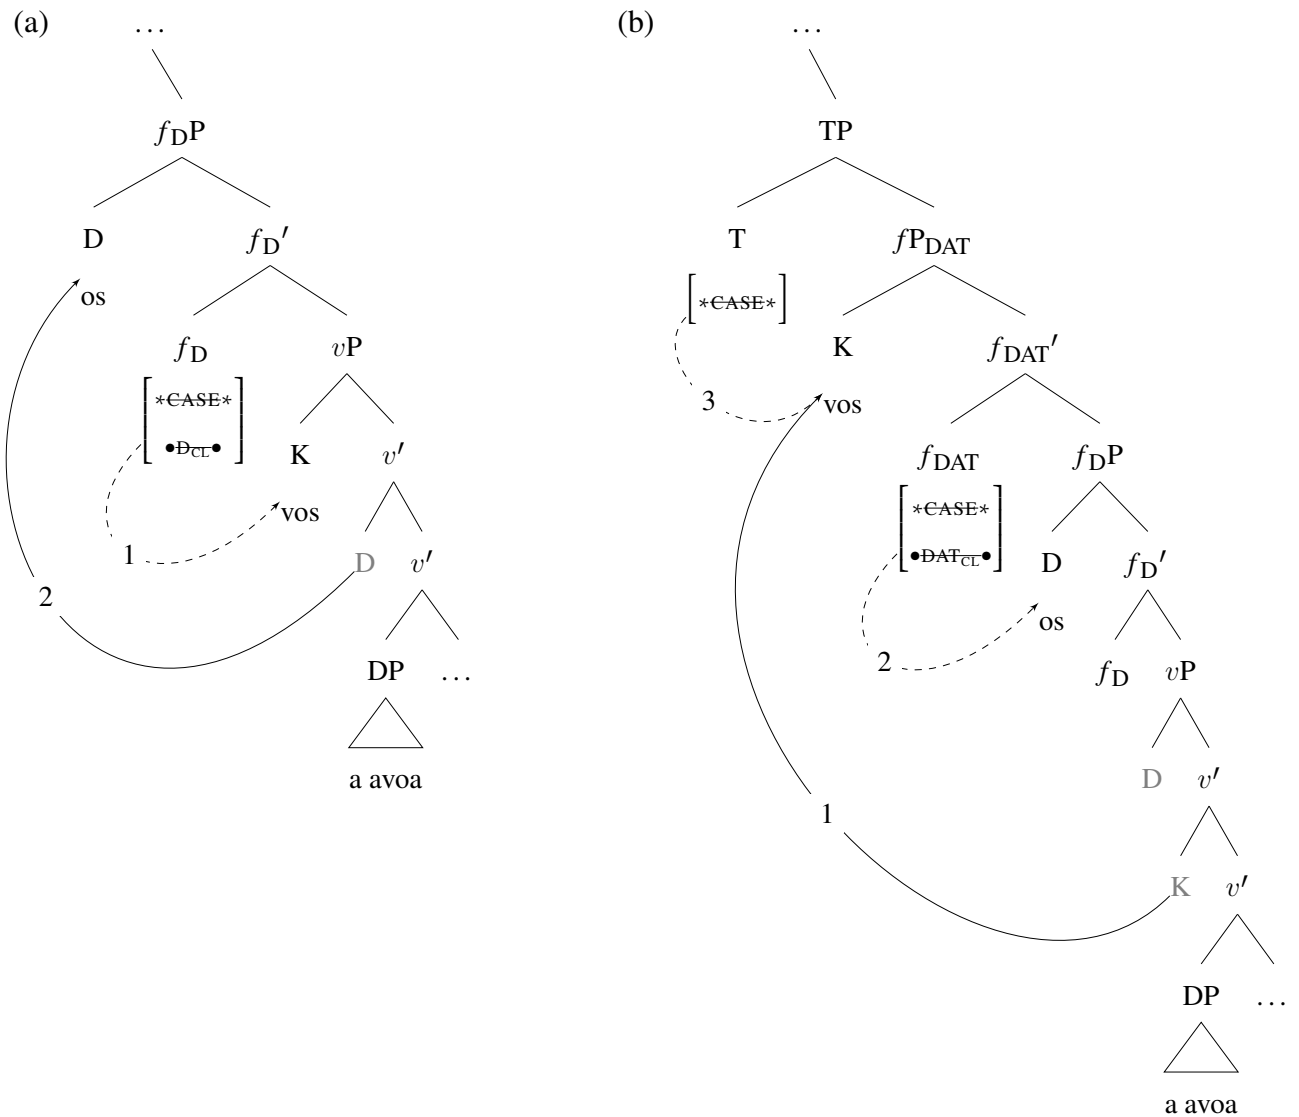 (a)
…
f_DP
D
f_D′
os
f_D
vP
[*CASE*]
[●D_CL●]
K
v′
vos
1
D
v′
2
DP
…
a avoa
(b)
…
TP
T
fP_DAT
[*CASE*]
K
f_DAT′
3
vos
f_DAT
f_DP
[*CASE*]
[●DAT_CL●]
D
f_D′
os
2
f_D
vP
D
v′
1
K
v′
DP
…
a avoa